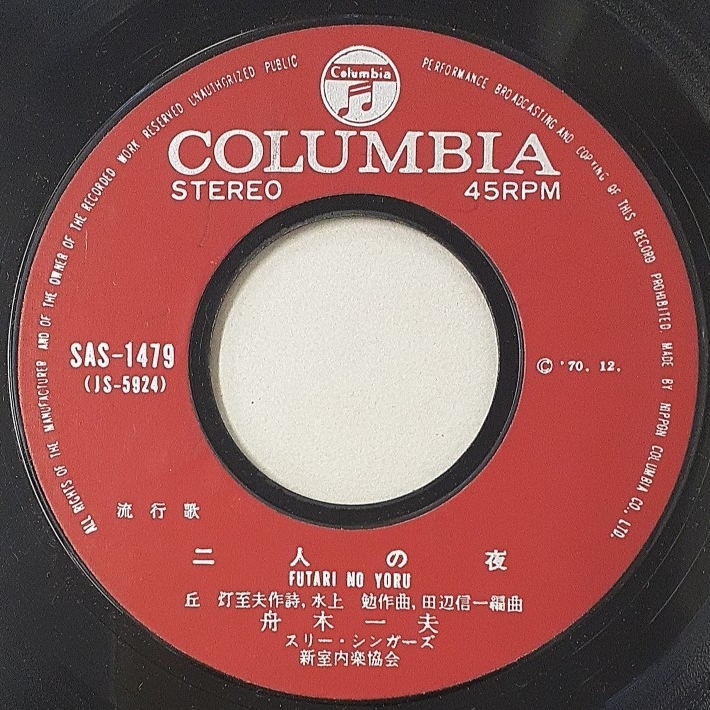 ALL RIGHTS OF THE MANUFACTURER AND OF THE OWNER OF THE RECORDED WORK RESERVED UNAUTHORIZED PUBLIC PERFORMANCE BROADCASTING AND COPYING OF THIS RECORD PROHIBITED. MADE BY NIPPON COLUMBIA CO., LTD.
Columbia
COLUMBIA
STEREO 45RPM
SAS-1479
(JS-5924)
© '70. 12.
流行歌
二人の夜
FUTARI NO YORU
丘 灯至夫作詩, 水上 勉作曲, 田辺信一編曲
舟木一夫
スリー・シンガーズ
新室内楽協会